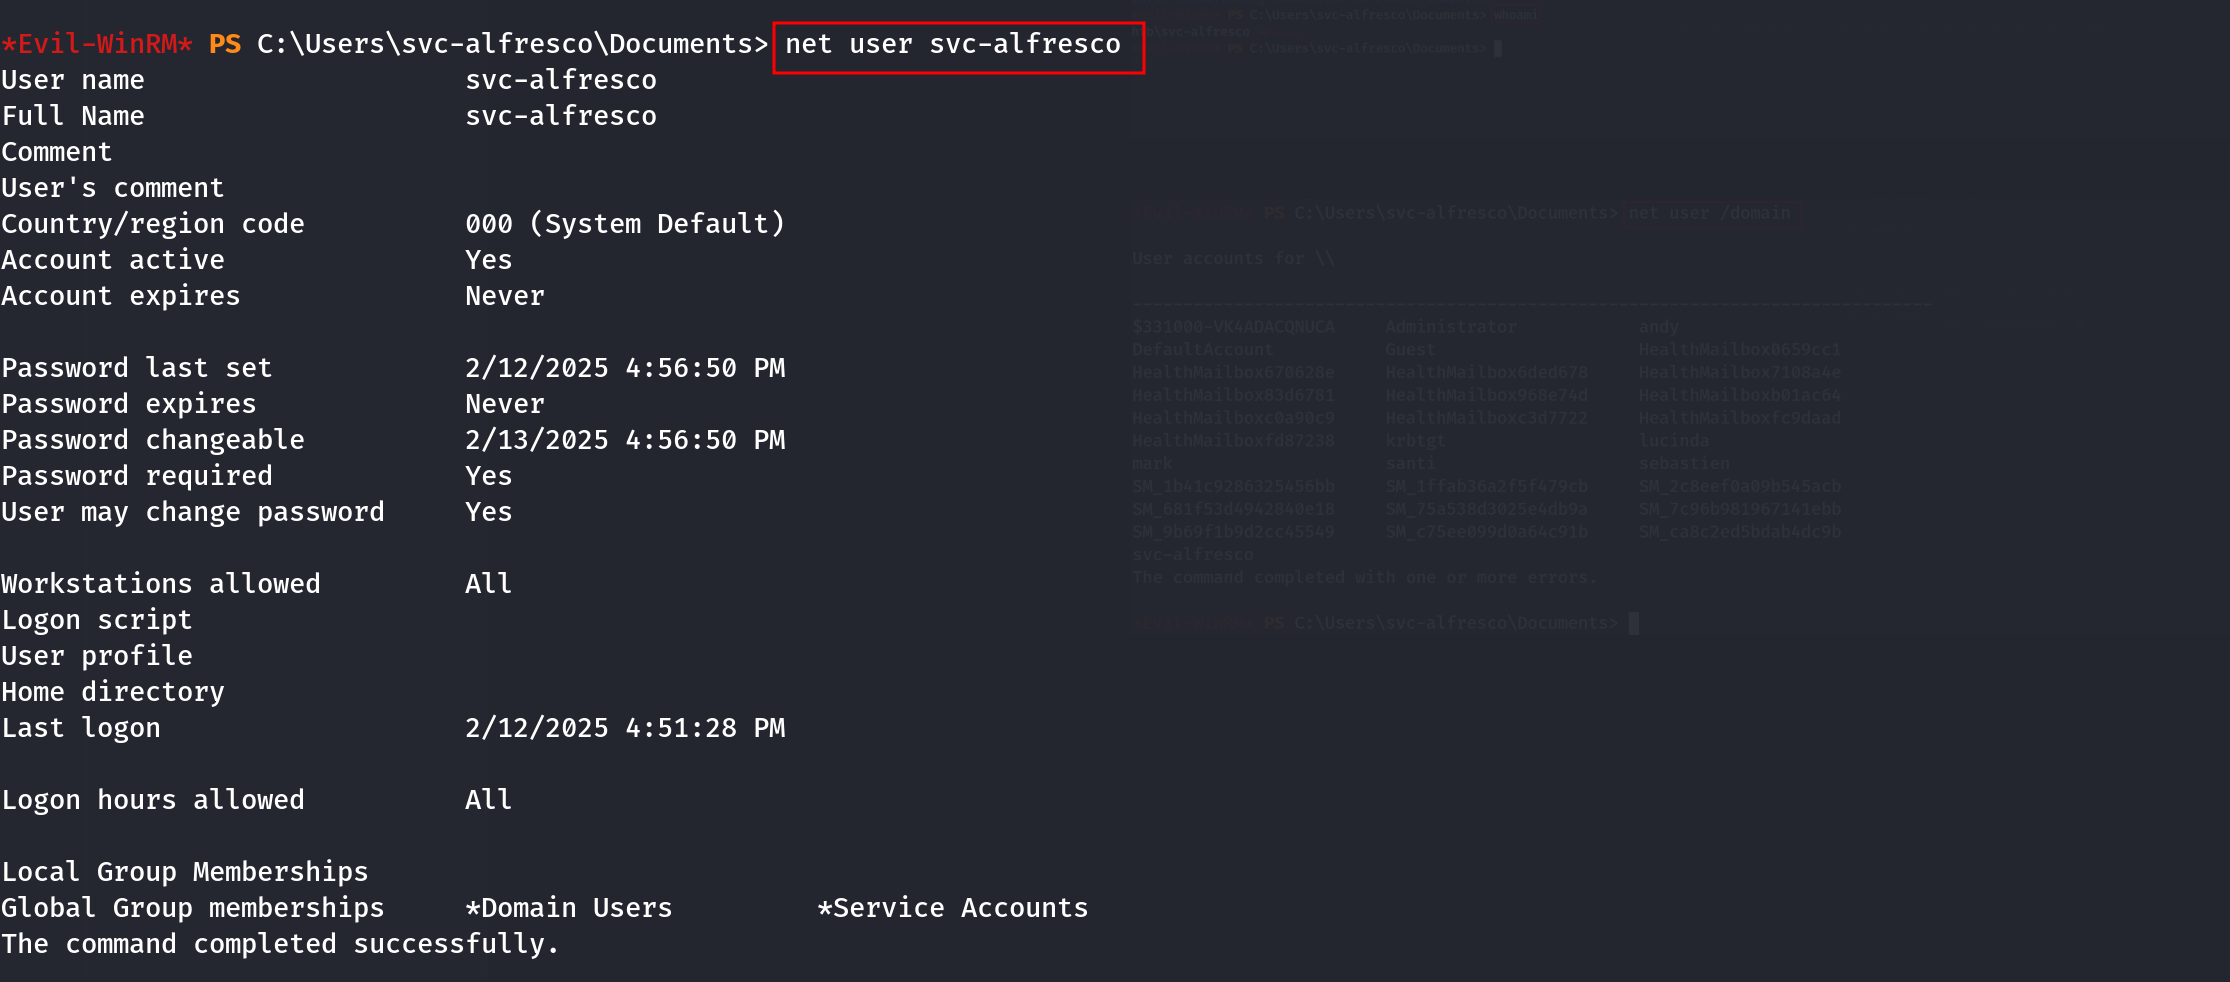 *Evil-WinRM* PS C:\Users\svc-alfresco\Documents> net user svc-alfresco
User name                    svc-alfresco
Full Name                    svc-alfresco
Comment
User's comment
Country/region code          000 (System Default)
Account active               Yes
Account expires              Never
Password last set            2/12/2025 4:56:50 PM
Password expires             Never
Password changeable          2/13/2025 4:56:50 PM
Password required            Yes
User may change password     Yes
Workstations allowed         All
Logon script
User profile
Home directory
Last logon                   2/12/2025 4:51:28 PM
Logon hours allowed          All
Local Group Memberships
Global Group memberships     *Domain Users         *Service Accounts
The command completed successfully.
PS C:\Users\svc-alfresco\Documents> whoami
htb\svc-alfresco
PS C:\Users\svc-alfresco\Documents>
*Evil-WinRM* PS C:\Users\svc-alfresco\Documents> net user /domain
User accounts for \\
-------------------------------------------------------------------------------
$331000-VK4ADACQNUCA     Administrator            andy
DefaultAccount           Guest                    HealthMailbox0659cc1
HealthMailbox670628e     HealthMailbox6ded678     HealthMailbox7108a4e
HealthMailbox83d6781     HealthMailbox968e74d     HealthMailboxb01ac64
HealthMailboxc0a90c9     HealthMailboxc3d7722     HealthMailboxfc9daad
HealthMailboxfd87238     krbtgt                   lucinda
mark                     santi                    sebastien
SM_1b41c9286325456bb     SM_1ffab36a2f5f479cb     SM_2c8eef0a09b545acb
SM_681f53d4942840e18     SM_75a538d3025e4db9a     SM_7c96b981967141ebb
SM_9b69f1b9d2cc45549     SM_c75ee099d0a64c91b     SM_ca8c2ed5bdab4dc9b
svc-alfresco
The command completed with one or more errors.
*Evil-WinRM* PS C:\Users\svc-alfresco\Documents>